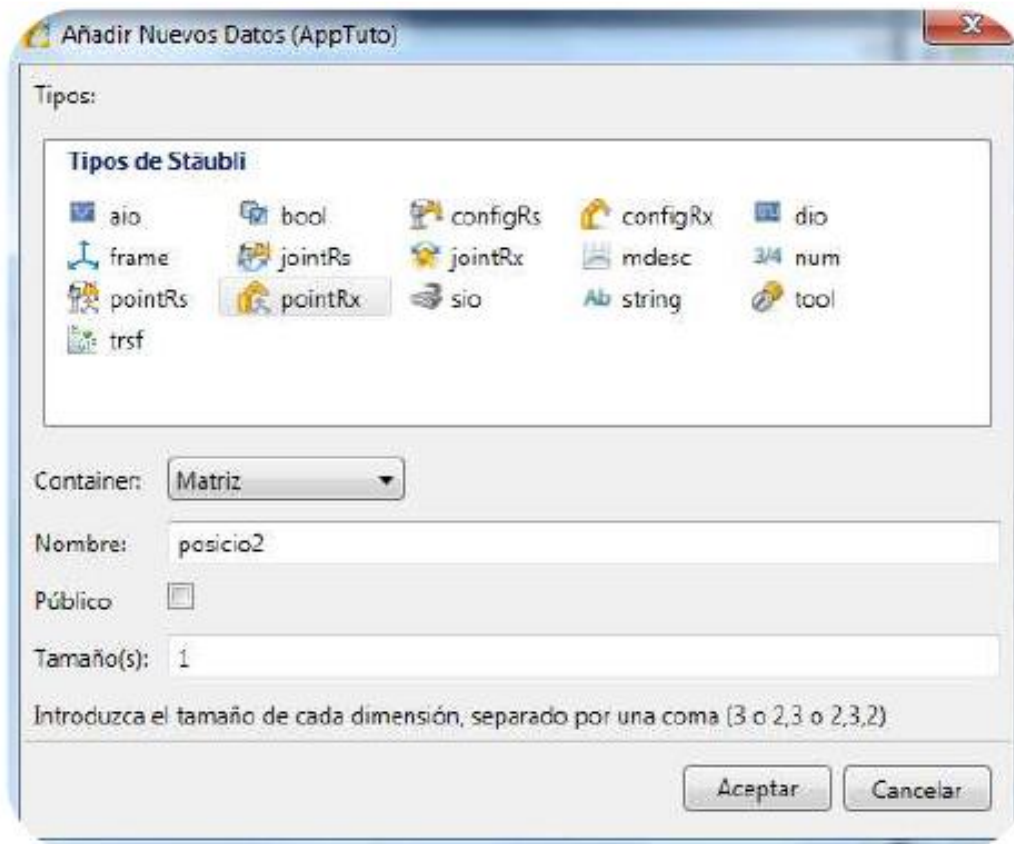 Añadir Nuevos Datos (AppTuto)
Tipos:
Tipos de Stäubli
aio bool configRs configRx dio
frame jointRs jointRx mdesc 3/4 num
pointRs pointRx sio Ab string tool
trsf
Container: Matriz
Nombre: posicio2
Público
Tamaño(s): 1
Introduzca el tamaño de cada dimensión, separado por una coma (3 o 2,3 o 2,3,2)
Aceptar Cancelar